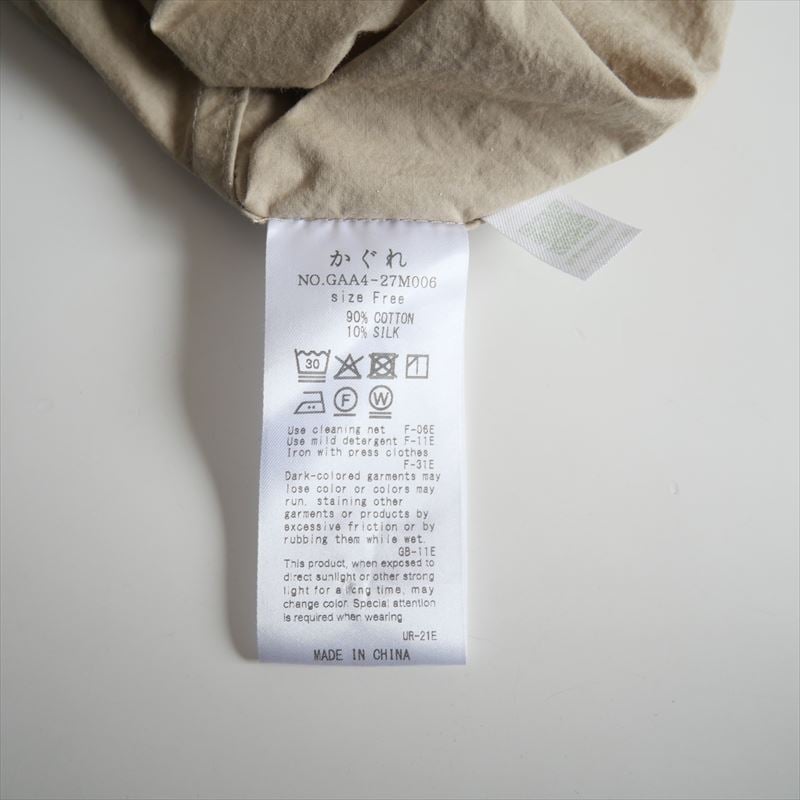 かぐれ
NO.GAA4-27M006
size Free
90% COTTON
10% SILK
30
F W
Use cleaning net F-06E
Use mild detergent F-11E
Iron with press clothes
F-31E
Dark-colored garments may
lose color or colors may
run, staining other
garments or products by
excessive friction or by
rubbing them while wet.
GB-11E
This product, when exposed to
direct sunlight or other strong
light for a long time, may
change color. Special attention
is required when wearing
UR-21E
MADE IN CHINA